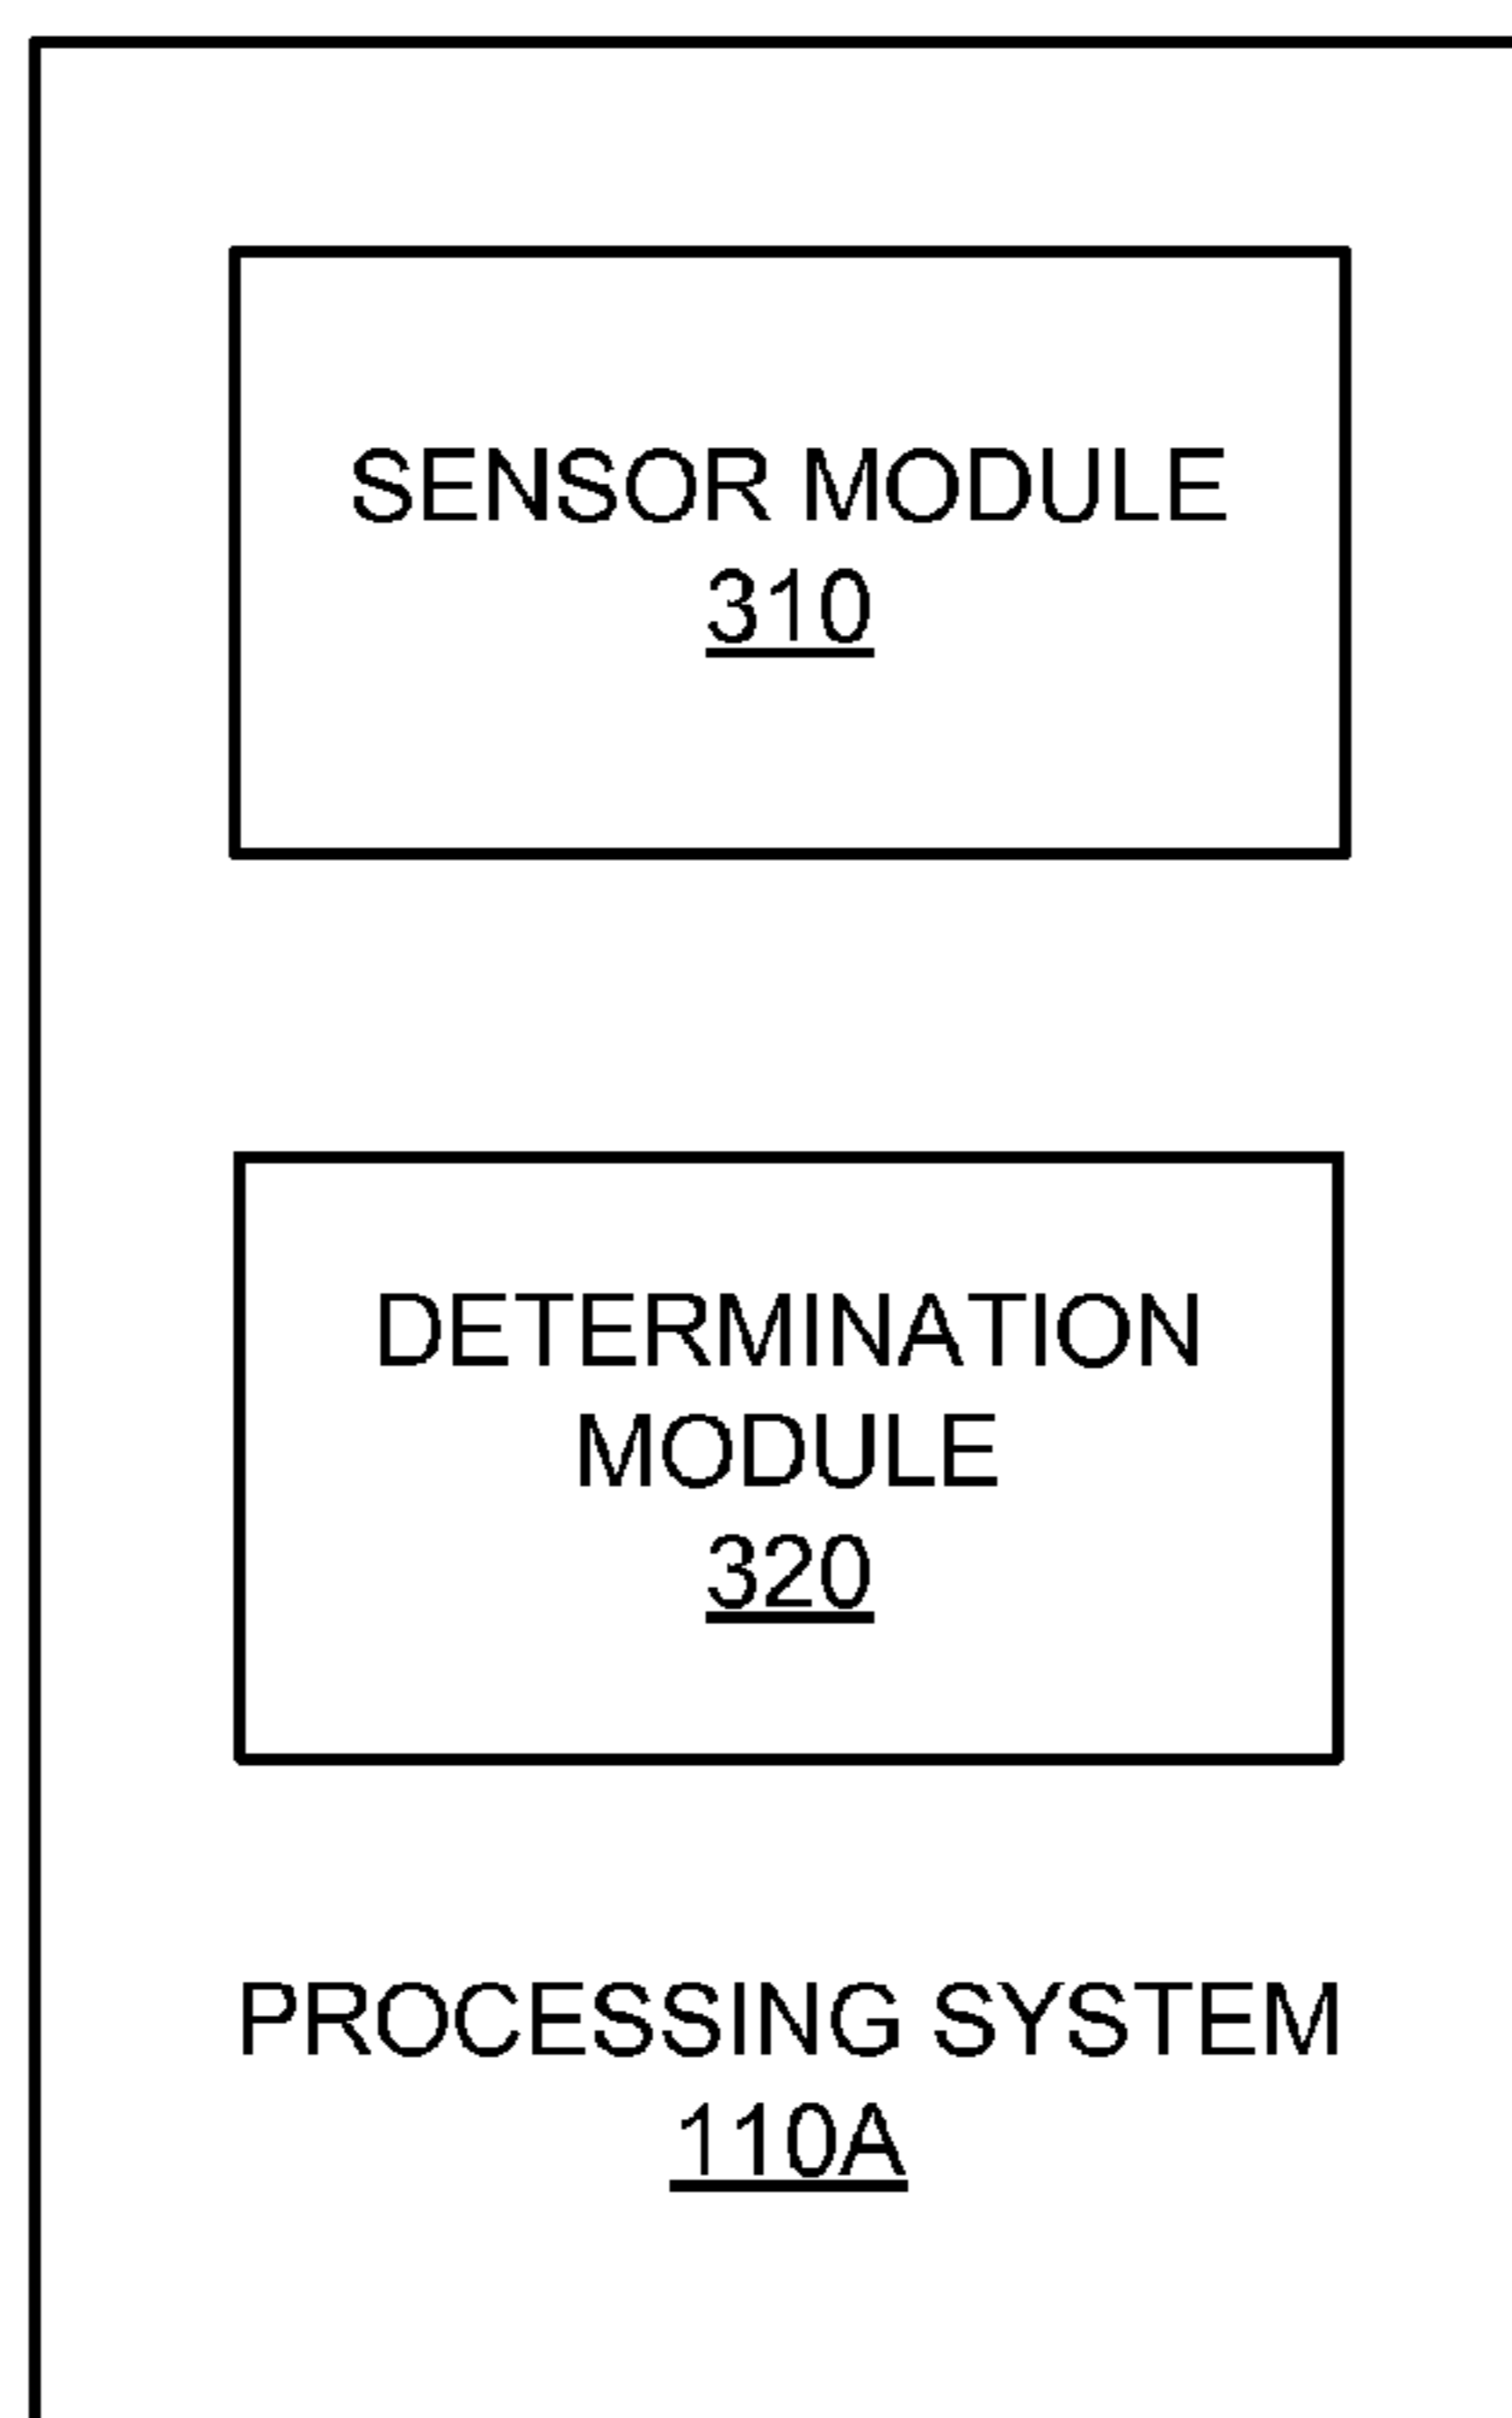 SENSOR MODULE
310
DETERMINATION
MODULE
320
PROCESSING SYSTEM
110A